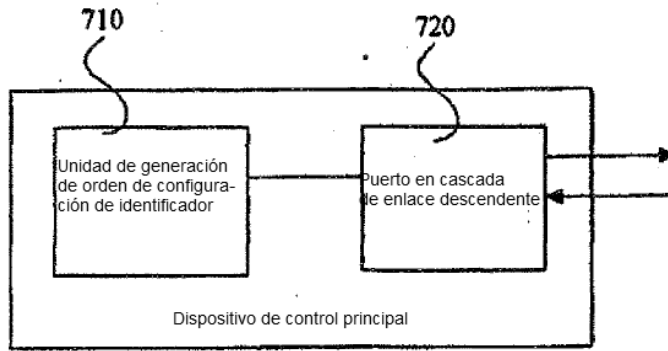 710
720
Unidad de generación
de orden de configura-
ción de identificador
Puerto en cascada
de enlace descendente
Dispositivo de control principal